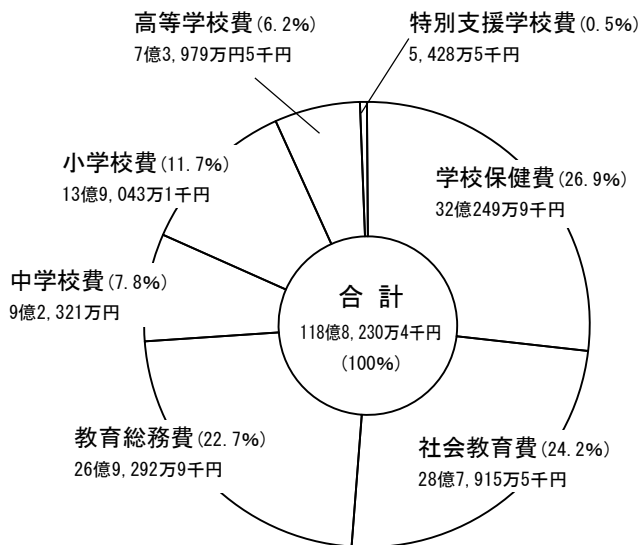 高等学校費(6.2%)
7億3,979万円5千円
特別支援学校費(0.5%)
5,428万5千円
小学校費(11.7%)
13億9,043万1千円
学校保健費(26.9%)
32億249万9千円
中学校費(7.8%)
9億2,321万円
合 計
118億8,230万4千円
(100%)
教育総務費(22.7%)
26億9,292万9千円
社会教育費(24.2%)
28億7,915万5千円